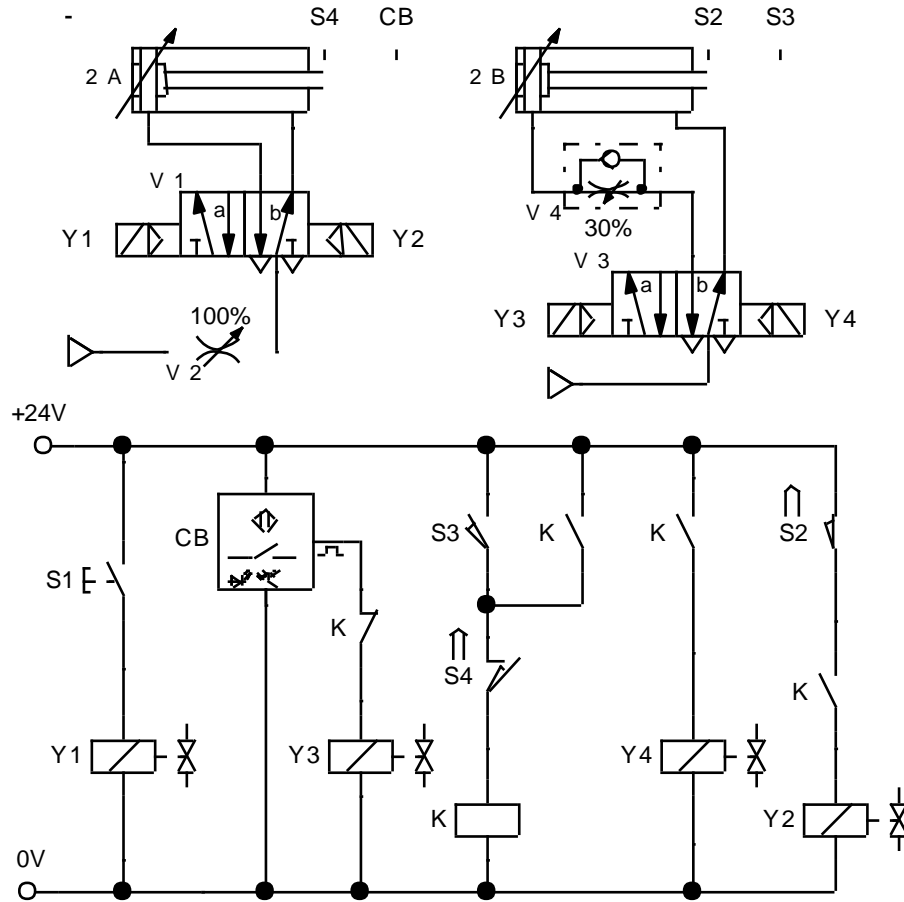 - S4 CB S2 S3
2 A 2 B
V 1 a b V 4
Y1 Y2 30%
V 3 a b
100% Y3 Y4
V 2
+24V
CB S3 K K S2
S1
K
S4 K
Y1 Y3 Y4
K Y2
0V